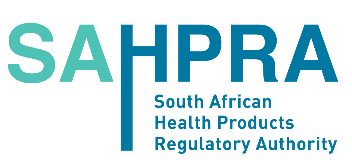 SAHPRA
South African
Health Products
Regulatory Authority